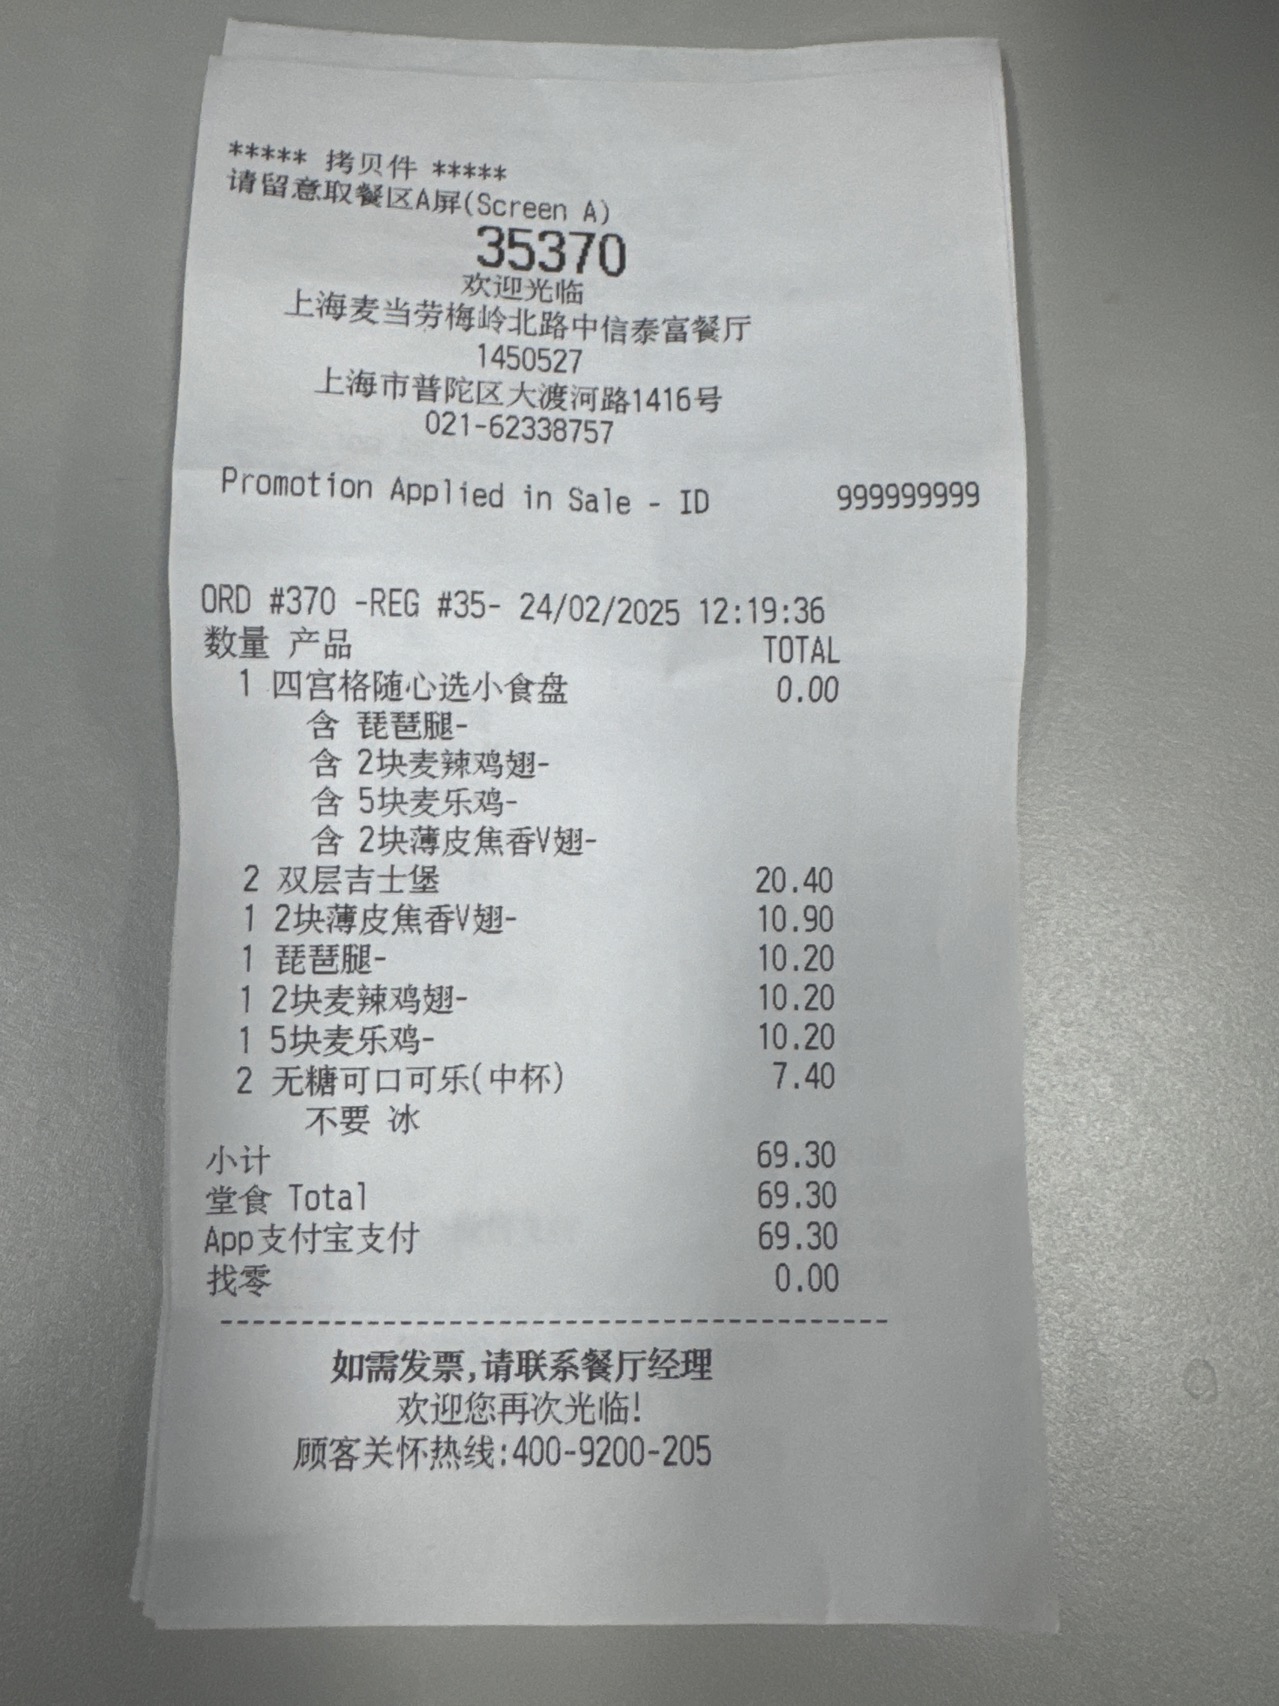 ***** 拷贝件 *****
请留意取餐区A屏(Screen A)
35370
欢迎光临
上海麦当劳梅岭北路中信泰富餐厅
1450527
上海市普陀区大渡河路1416号
021-62338757
Promotion Applied in Sale - ID 999999999
ORD #370 -REG #35- 24/02/2025 12:19:36
数量 产品 TOTAL
1 四宫格随心选小食盘 0.00
含 琵琶腿-
含 2块麦辣鸡翅-
含 5块麦乐鸡-
含 2块薄皮焦香V翅-
2 双层吉士堡 20.40
1 2块薄皮焦香V翅- 10.90
1 琵琶腿- 10.20
1 2块麦辣鸡翅- 10.20
1 5块麦乐鸡- 10.20
2 无糖可口可乐(中杯) 7.40
不要 冰
小计 69.30
堂食 Total 69.30
App支付宝支付 69.30
找零 0.00
-----------------------------------------
如需发票,请联系餐厅经理
欢迎您再次光临!
顾客关怀热线:400-9200-205